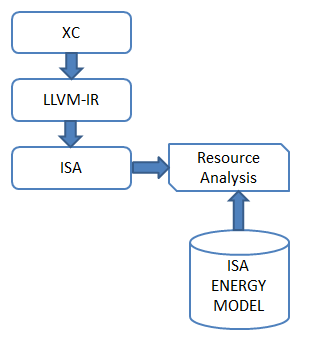 XC
LLVM-IR
ISA
Resource
Analysis
ISA
ENERGY
MODEL